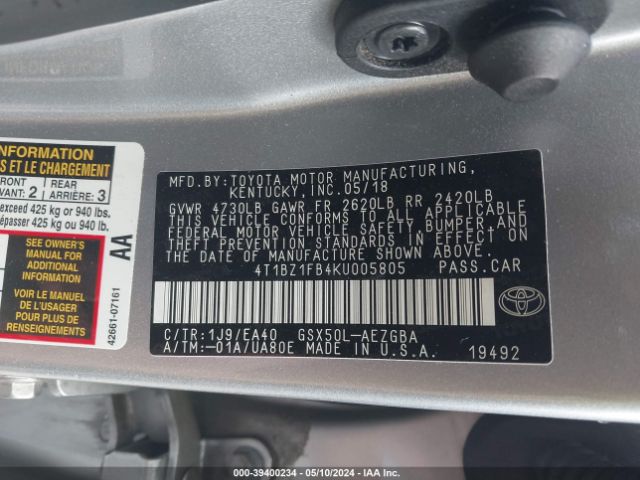 INFORMATION
ET LE CHARGEMENT
FRONT
AVANT: 2
REAR
ARRIÈRE: 3
exceed 425 kg or 940 lbs.
dépasser 425 kg ou 940 lb.
SEE OWNER'S
MANUAL FOR
ADDITIONAL
INFORMATION
VOIR LE MANUEL
DE L'USAGER
POUR PLUS DE
RENSEIGNEMENTS
AA
42661-07161
MFD.BY:TOYOTA MOTOR MANUFACTURING,
KENTUCKY,INC.05/18
GVWR 4730LB GAWR FR 2620LB RR 2420LB
THIS VEHICLE CONFORMS TO ALL APPLICABLE
FEDERAL MOTOR VEHICLE SAFETY,BUMPER,AND
THEFT PREVENTION STANDARDS IN EFFECT ON
THE DATE OF MANUFACTURE SHOWN ABOVE.
4T1BZ1FB4KU005805 PASS.CAR
TOYOTA
C/TR:1J9/EA40 GSX50L-AEZGBA
A/TM:-01A/UA80E MADE IN U.S.A. 19492
000-39400234 - 05/10/2024 - IAA Inc.